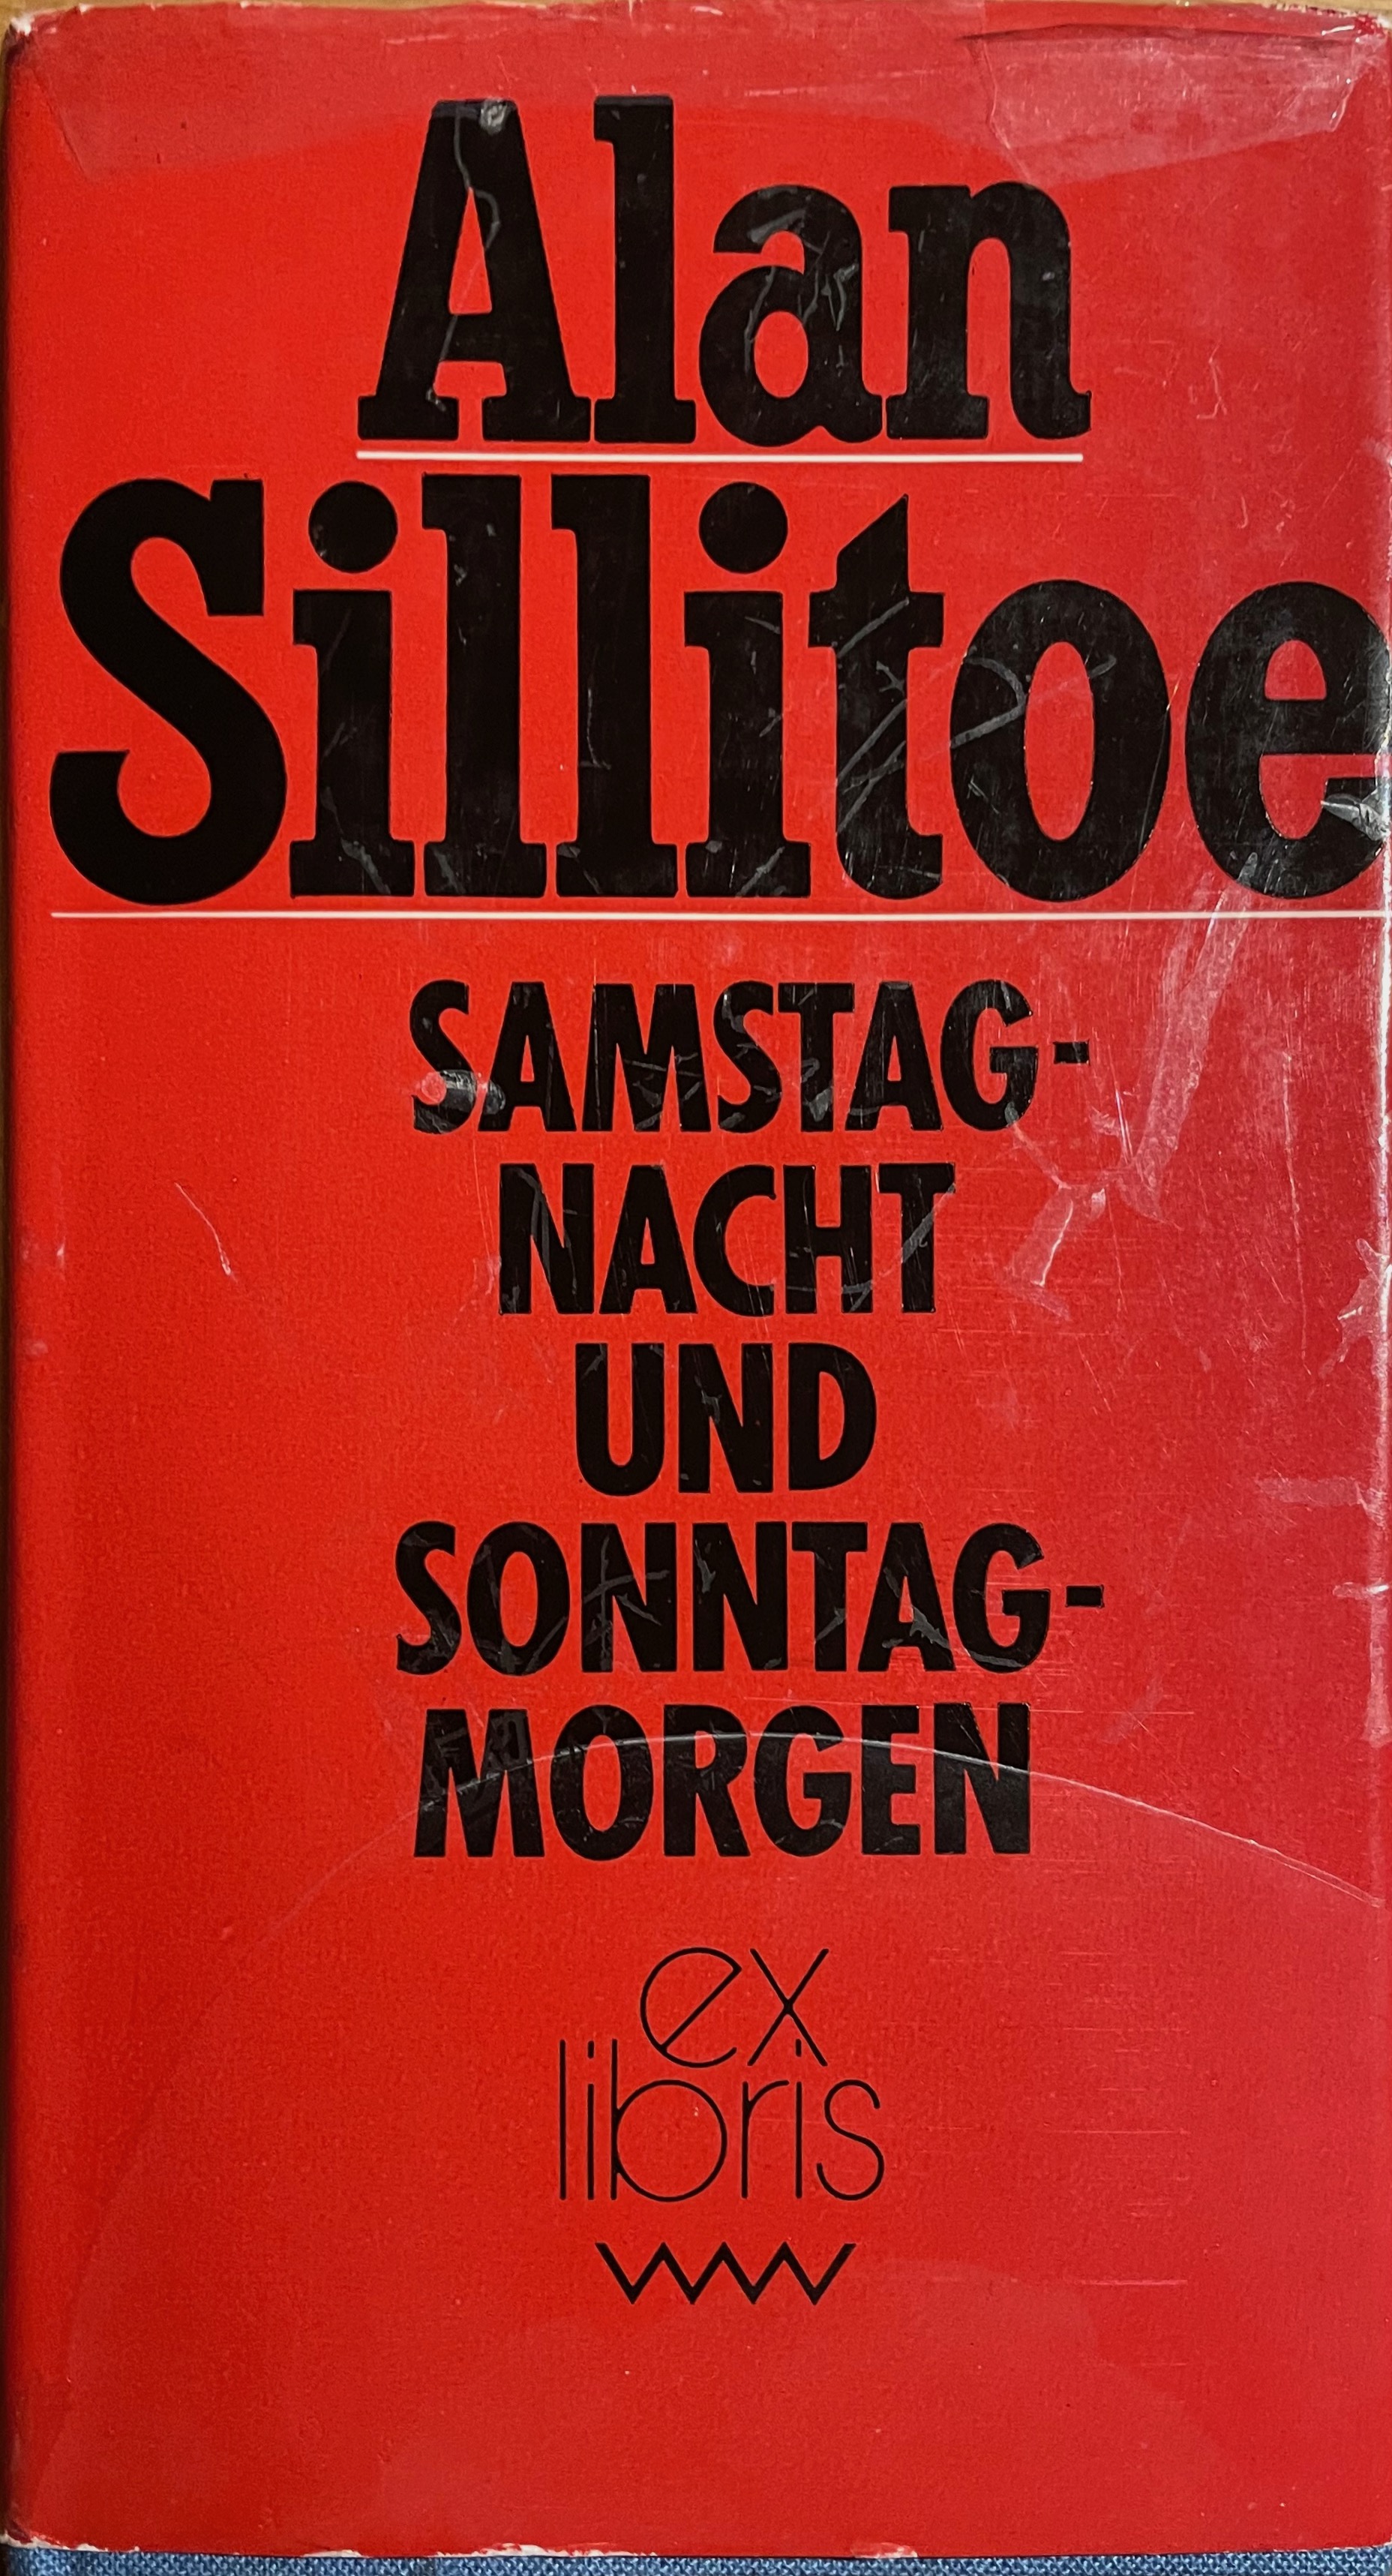 Alan
Sillitoe
SAMSTAG-
NACHT
UND
SONNTAG-
MORGEN
ex
libris